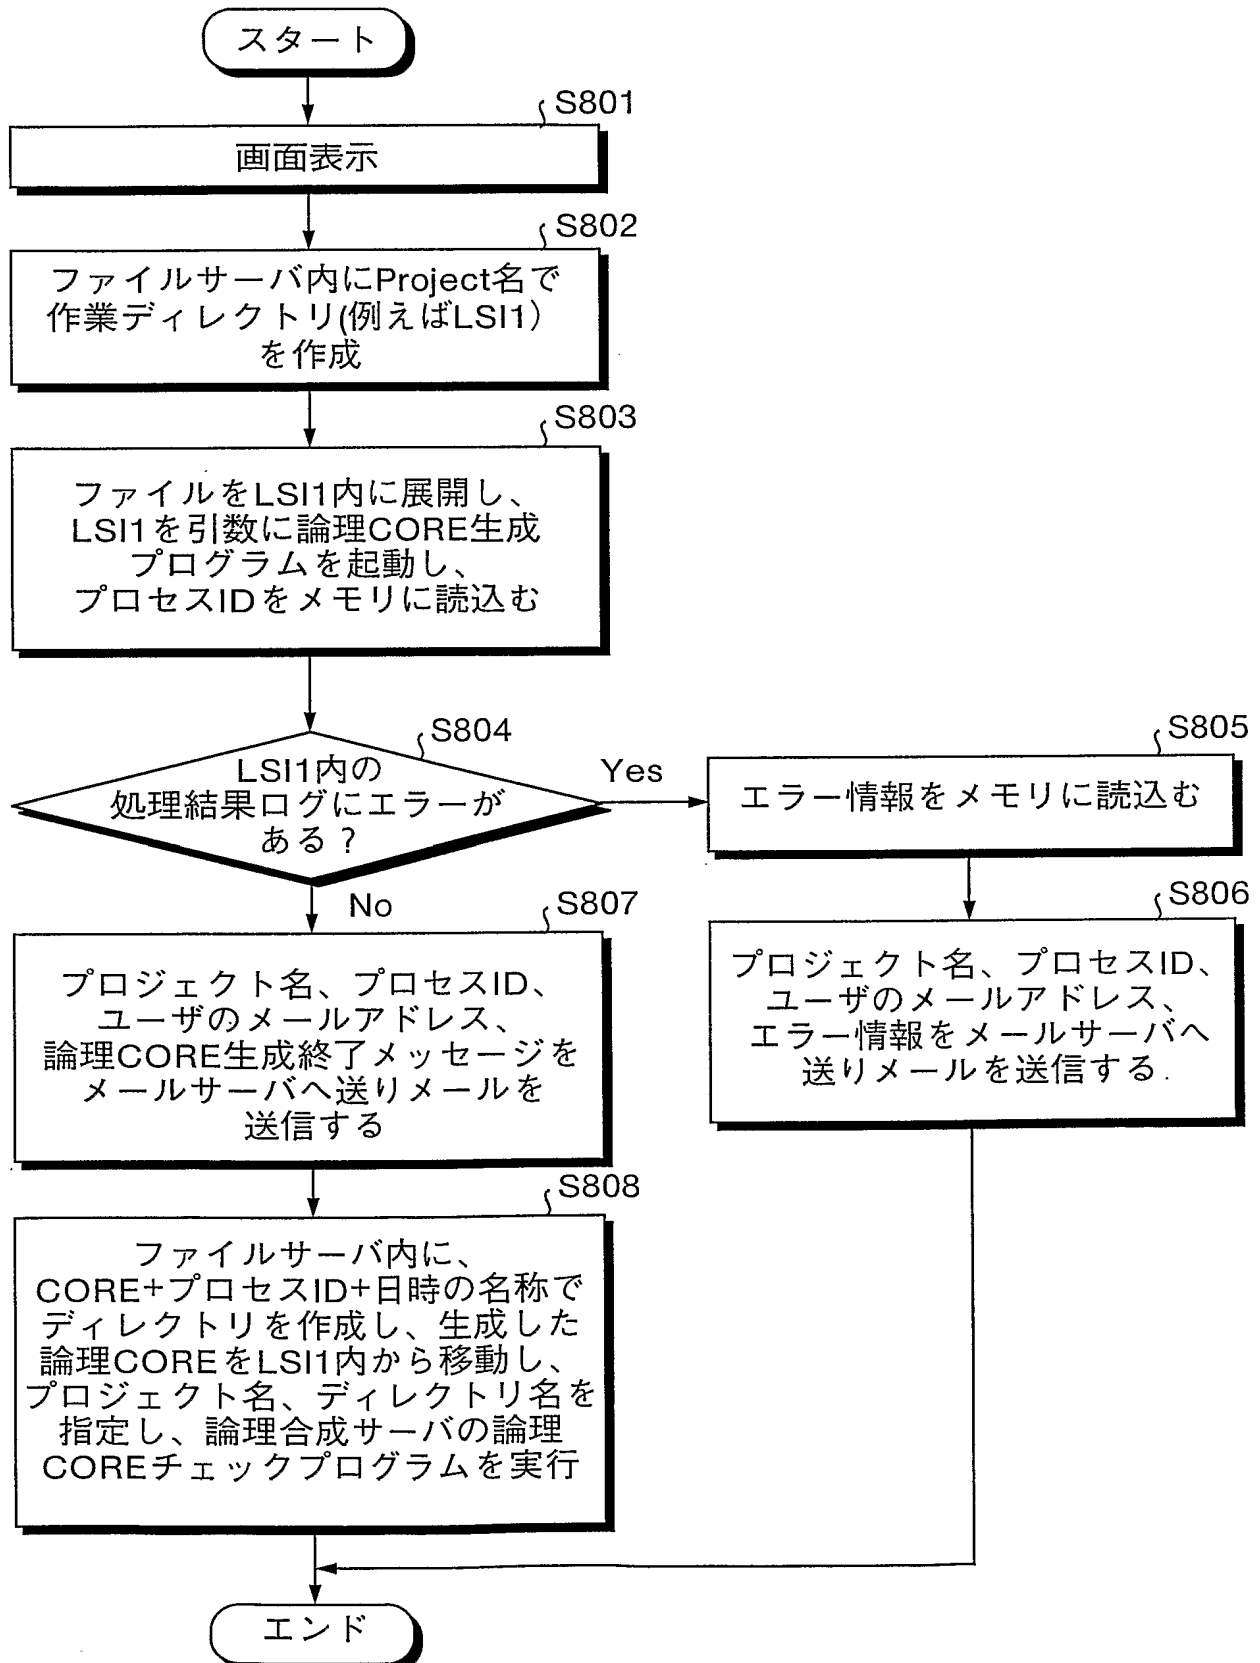 スタート
S801
画面表示
S802
ファイルサーバ内にProject名で
作業ディレクトリ(例えばLSI1)
を作成
S803
ファイルをLSI1内に展開し、
LSI1を引数に論理CORE生成
プログラムを起動し、
プロセスIDをメモリに読込む
S804
LSI1内の
処理結果ログにエラーが
ある?
Yes
S805
エラー情報をメモリに読込む
S806
プロジェクト名、プロセスID、
ユーザのメールアドレス、
エラー情報をメールサーバへ
送りメールを送信する
No
S807
プロジェクト名、プロセスID、
ユーザのメールアドレス、
論理CORE生成終了メッセージを
メールサーバへ送りメールを
送信する
S808
ファイルサーバ内に、
CORE+プロセスID+日時の名称で
ディレクトリを作成し、生成した
論理COREをLSI1内から移動し、
プロジェクト名、ディレクトリ名を
指定し、論理合成サーバの論理
COREチェックプログラムを実行
エンド